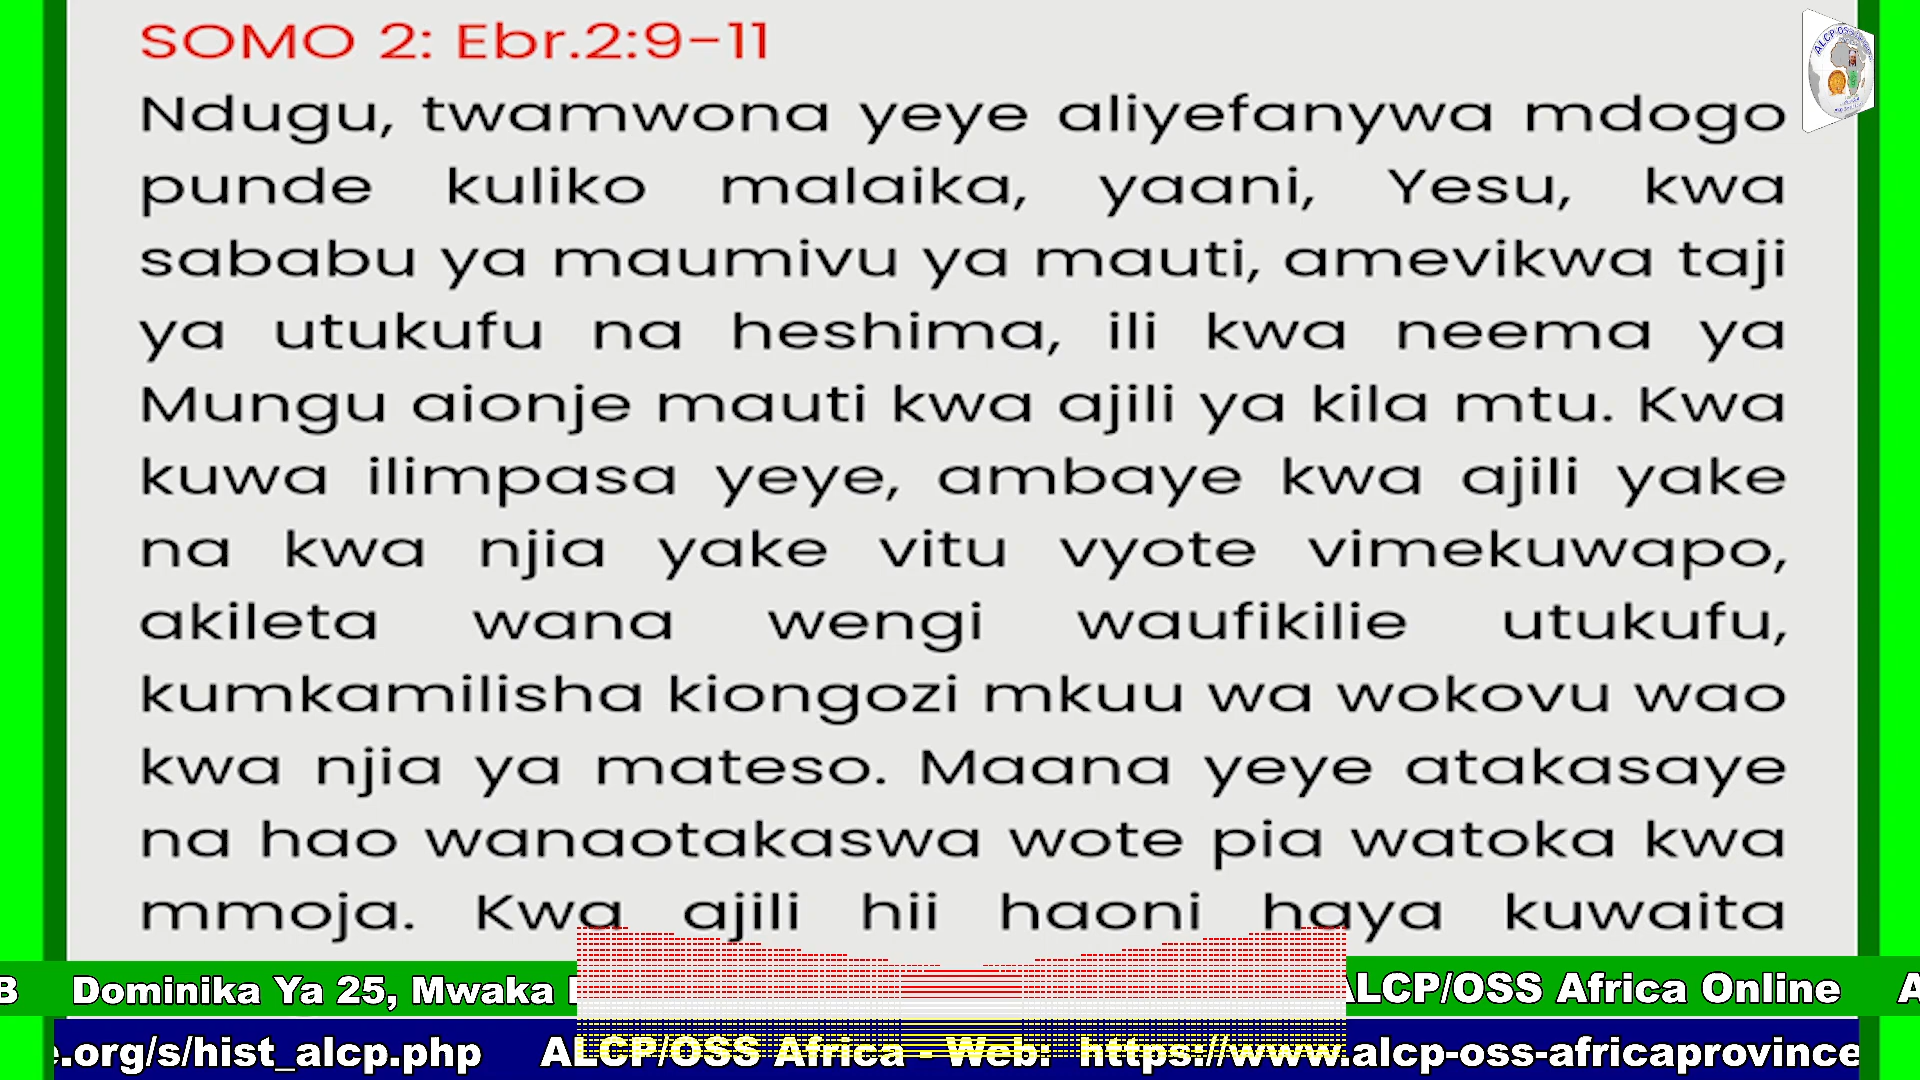 SOMO 2: Ebr.2:9-11
Ndugu, twamwona yeye aliyefanywa mdogo
punde kuliko malaika, yaani, Yesu, kwa
sababu ya maumivu ya mauti, amevikwa taji
ya utukufu na heshima, ili kwa neema ya
Mungu aionje mauti kwa ajili ya kila mtu. Kwa
kuwa ilimpasa yeye, ambaye kwa ajili yake
na kwa njia yake vitu vyote vimekuwapo,
akileta wana wengi waufikilie utukufu,
kumkamilisha kiongozi mkuu wa wokovu wao
kwa njia ya mateso. Maana yeye atakasaye
na hao wanaotakaswa wote pia watoka kwa
mmoja. Kwa ajili hii haoni haya kuwaita
B Dominika Ya 25, Mwaka ALCP/OSS Africa Online A
e.org/s/hist_alcp.php ALCP/OSS Africa - Web: https://www.alcp-oss-africaprovince